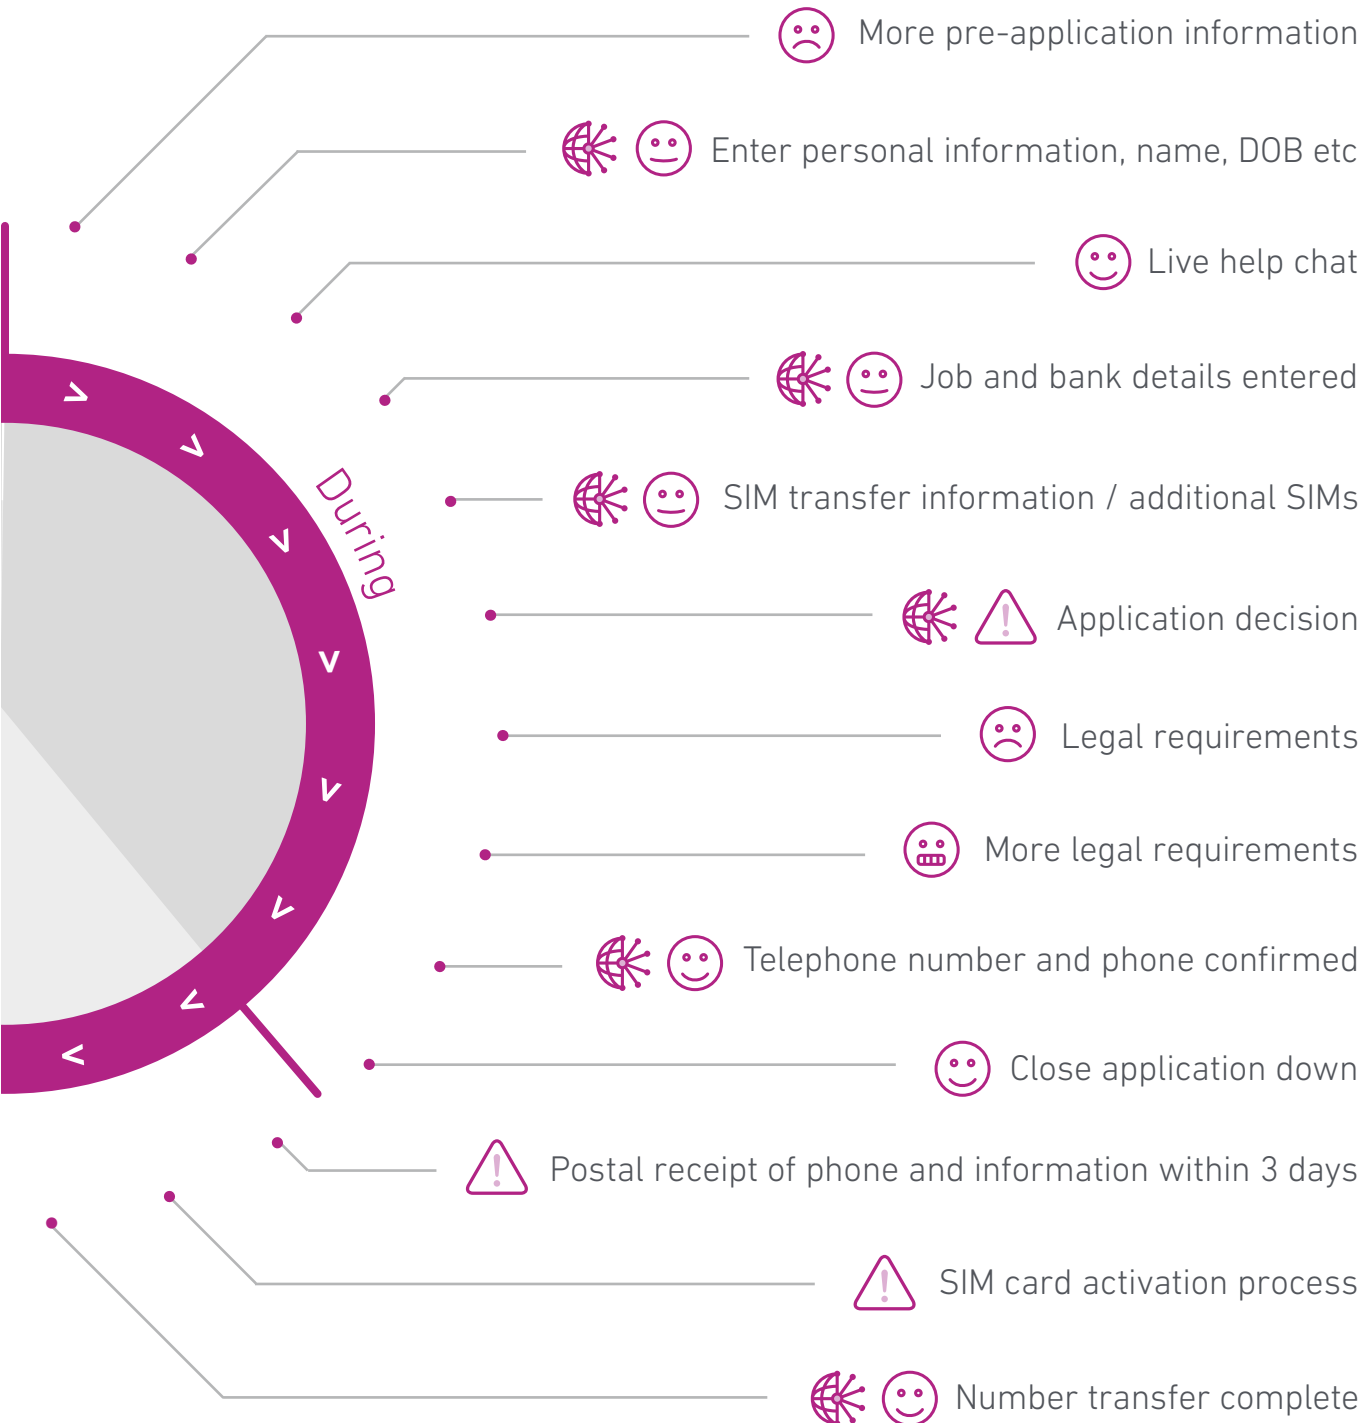 More pre-application information
Enter personal information, name, DOB etc
Live help chat
Job and bank details entered
During
SIM transfer information / additional SIMs
Application decision
Legal requirements
More legal requirements
Telephone number and phone confirmed
Close application down
Postal receipt of phone and information within 3 days
SIM card activation process
Number transfer complete